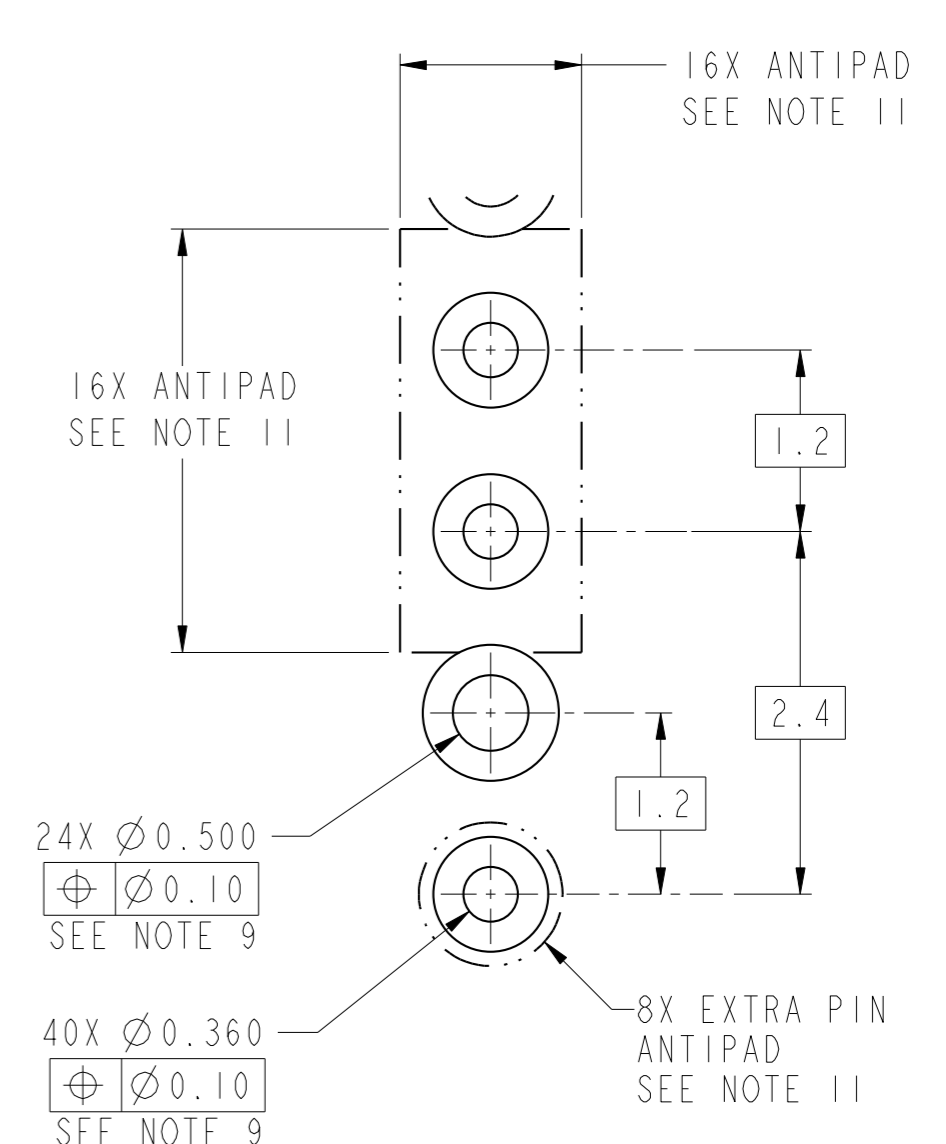 16X ANTIPAD
SEE NOTE 11
16X ANTIPAD
SEE NOTE 11
1.2
2.4
1.2
24X Ø0.500
⌖ Ø0.10
SEE NOTE 9
40X Ø0.360
⌖ Ø0.10
SEE NOTE 9
8X EXTRA PIN
ANTIPAD
SEE NOTE 11